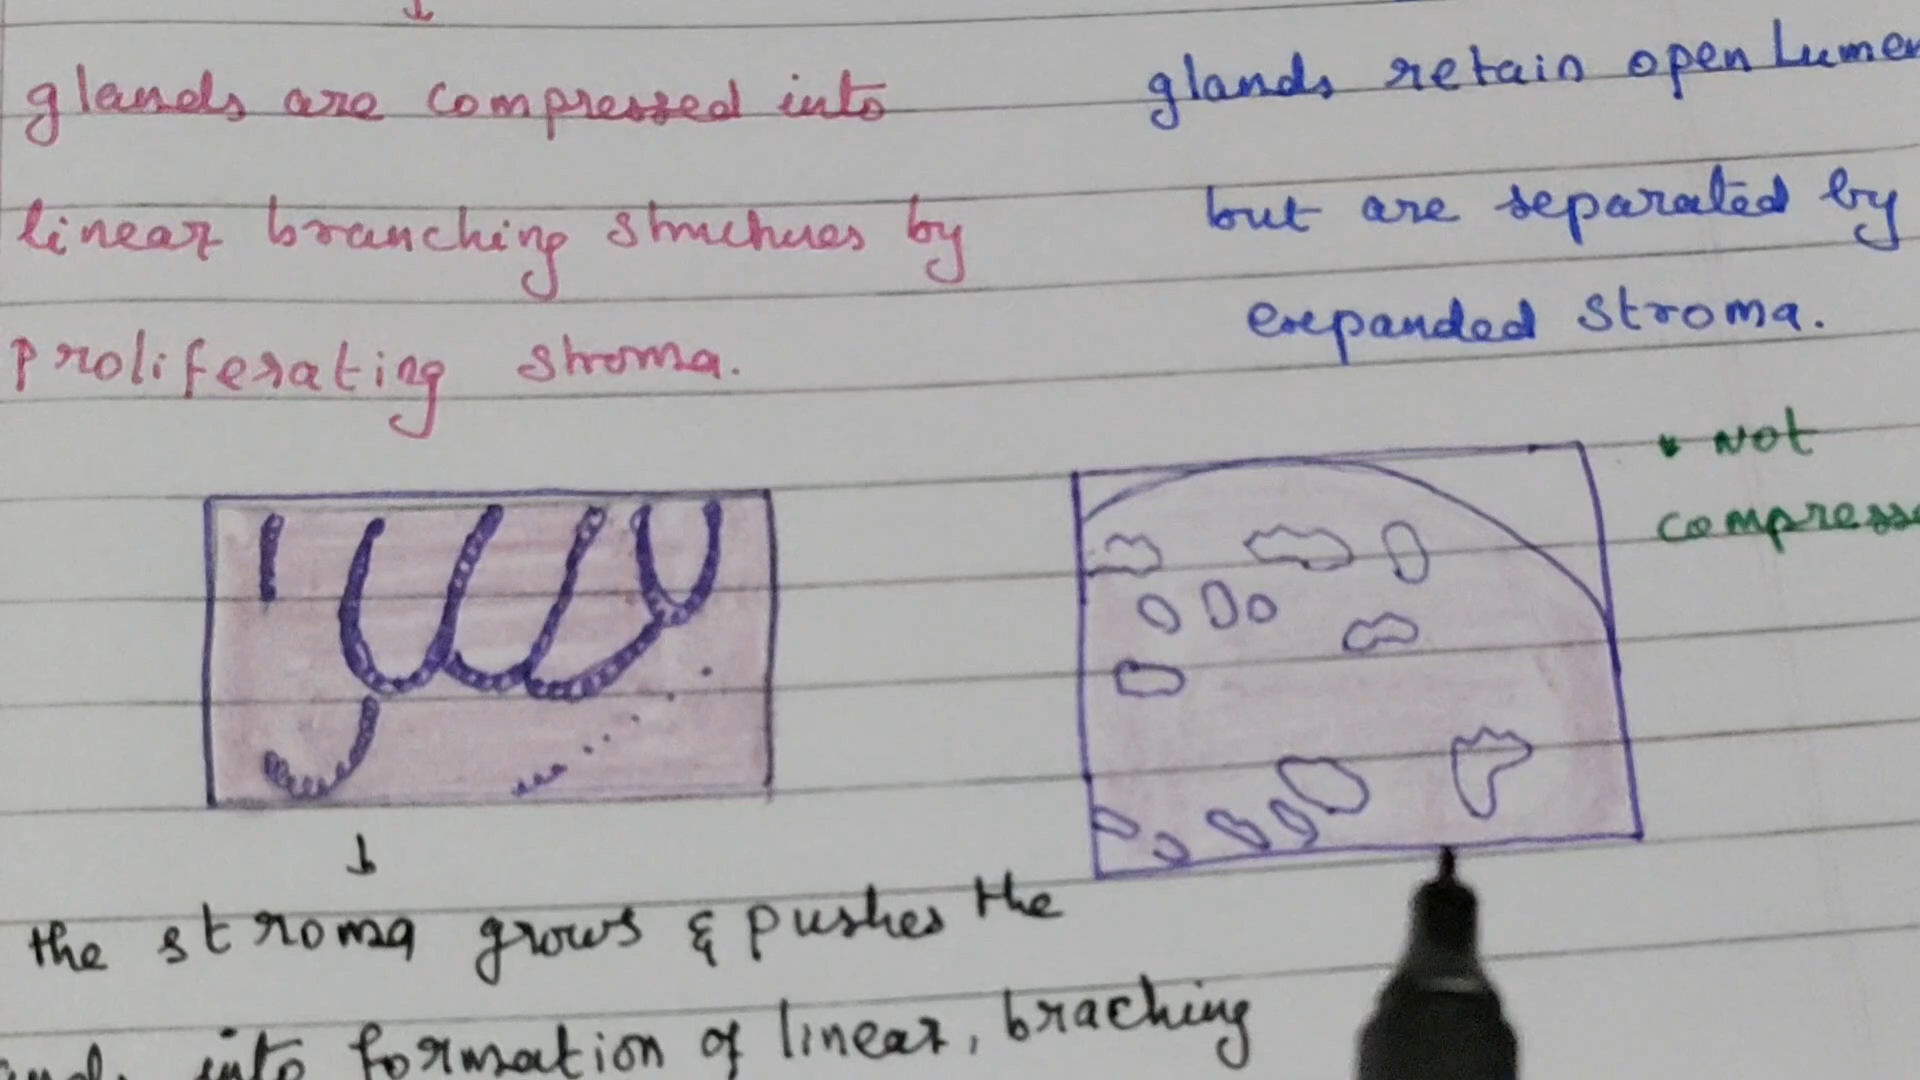 glands are compressed into
linear branching structures by
proliferating stroma.
glands retain open Lumen
but are separated by
expanded stroma.
• Not
compresse
↓
the stroma grows & pushes the
into formation of linear, braching